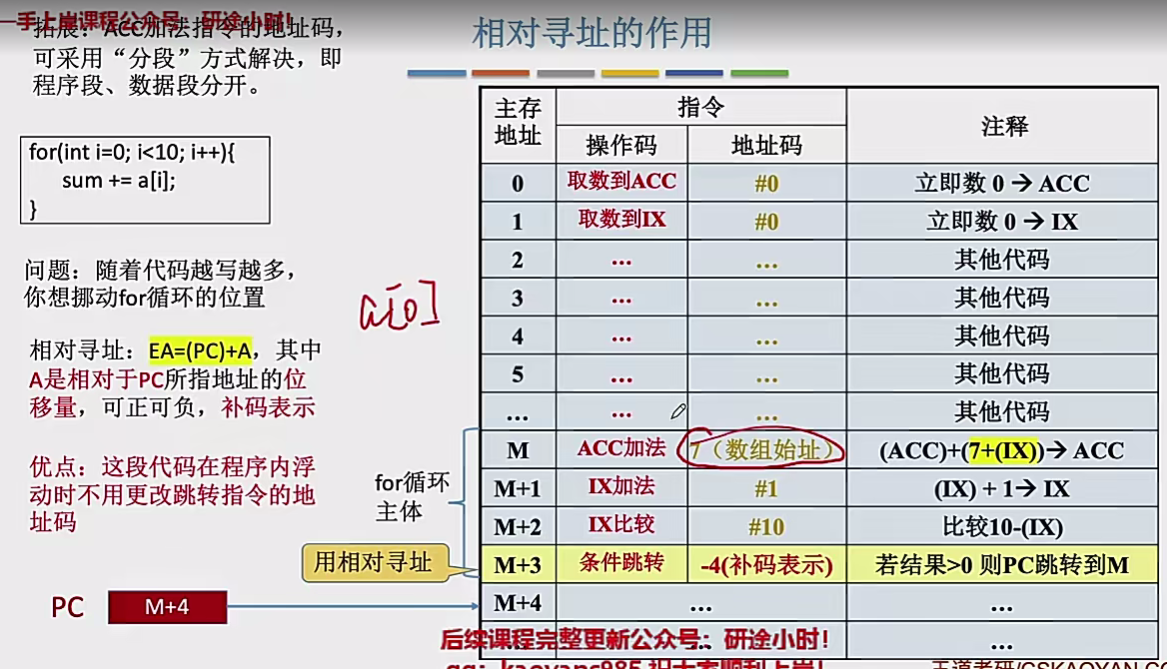 一手上岸课程公众号：研途小时！
拓展：ACC加法指令的地址码，
可采用“分段”方式解决，即
程序段、数据段分开。
相对寻址的作用
for(int i=0; i<10; i++){
sum += a[i];
}
问题：随着代码越写越多，
你想挪动for循环的位置
a[0]
相对寻址：EA=(PC)+A，其中
A是相对于PC所指地址的位
移量，可正可负，补码表示
优点：这段代码在程序内浮
动时不用更改跳转指令的地
址码
for循环
主体
用相对寻址
PC M+4
主存
地址 指令 注释
操作码 地址码
0 取数到ACC #0 立即数 0 → ACC
1 取数到IX #0 立即数 0 → IX
2 ... ... 其他代码
3 ... ... 其他代码
4 ... ... 其他代码
5 ... ... 其他代码
... ... ... 其他代码
M ACC加法 7（数组始址） (ACC)+(7+(IX))→ ACC
M+1 IX加法 #1 (IX) + 1→ IX
M+2 IX比较 #10 比较10-(IX)
M+3 条件跳转 -4(补码表示) 若结果>0 则PC跳转到M
M+4 ... ...
...
后续课程完整更新公众号：研途小时！
王道考研/CSKAOYAN.CO